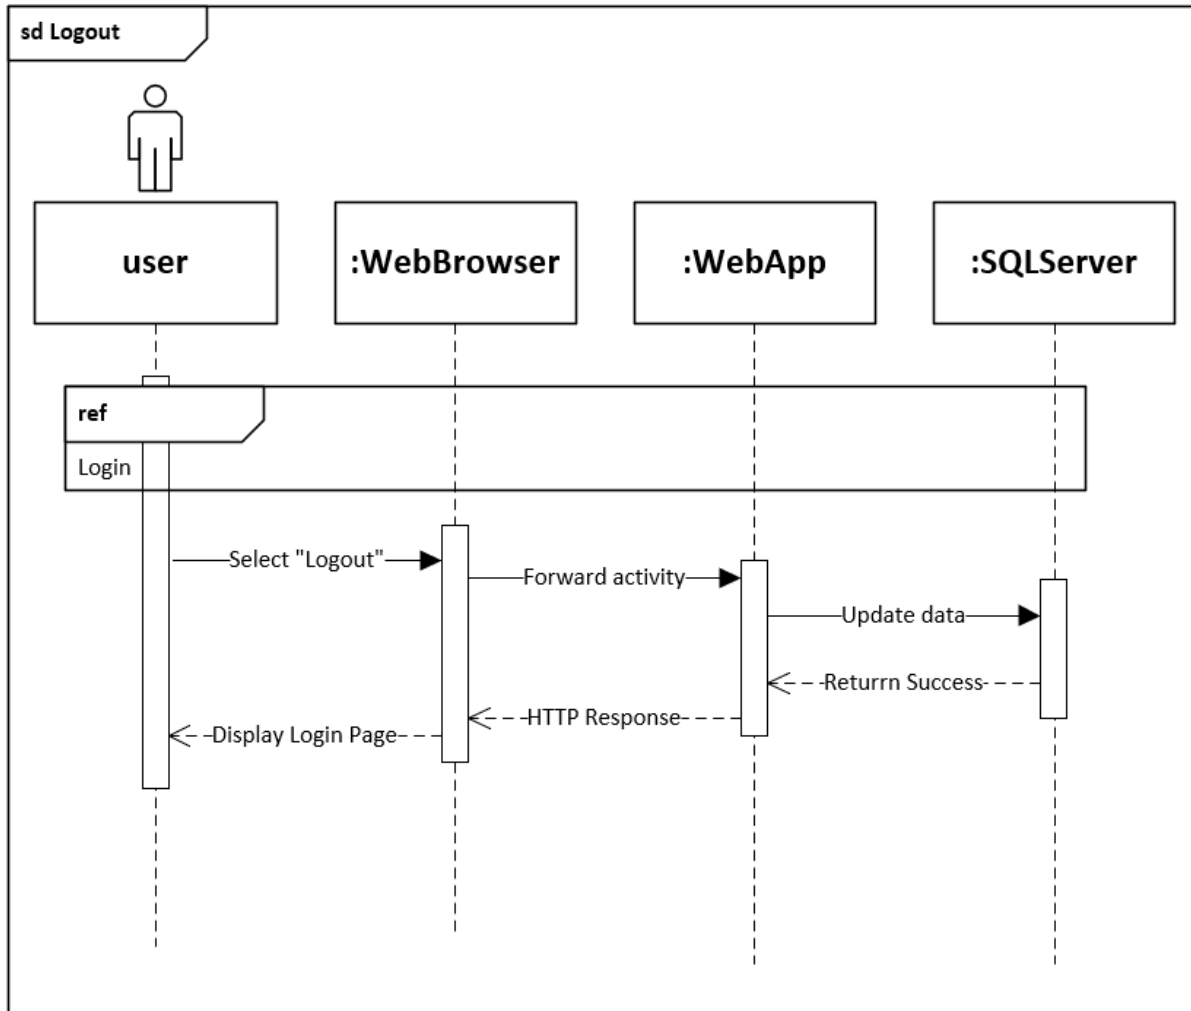 sd Logout
user
:WebBrowser
:WebApp
:SQLServer
ref
Login
Select "Logout"
Forward activity
Update data
Returrn Success
HTTP Response
Display Login Page